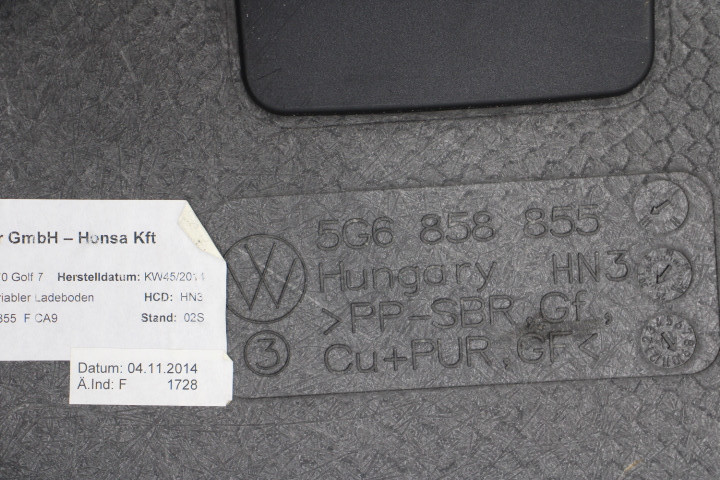 r GmbH – Honsa Kft
0 Golf 7 Herstelldatum: KW45/2014
riabler Ladeboden HCD: HN3
855 F CA9 Stand: 02S
Datum: 04.11.2014
Ä.Ind: F 1728
5G6 858 855
Hungary HN3
>PP-SBR, Gf,
3 Cu+PUR, GF<